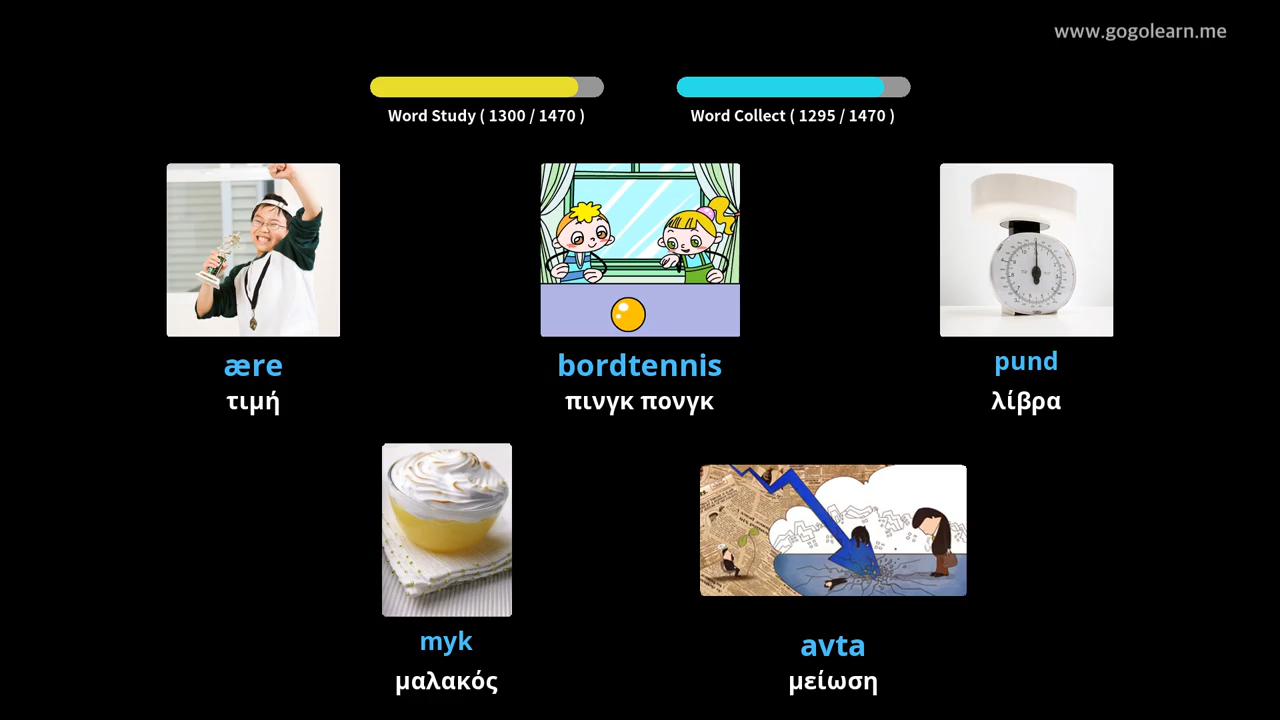 www.gogolearn.me
Word Study ( 1300 / 1470 )
Word Collect ( 1295 / 1470 )
ære
τιμή
bordtennis
πινγκ πονγκ
pund
λίβρα
myk
μαλακός
avta
μείωση